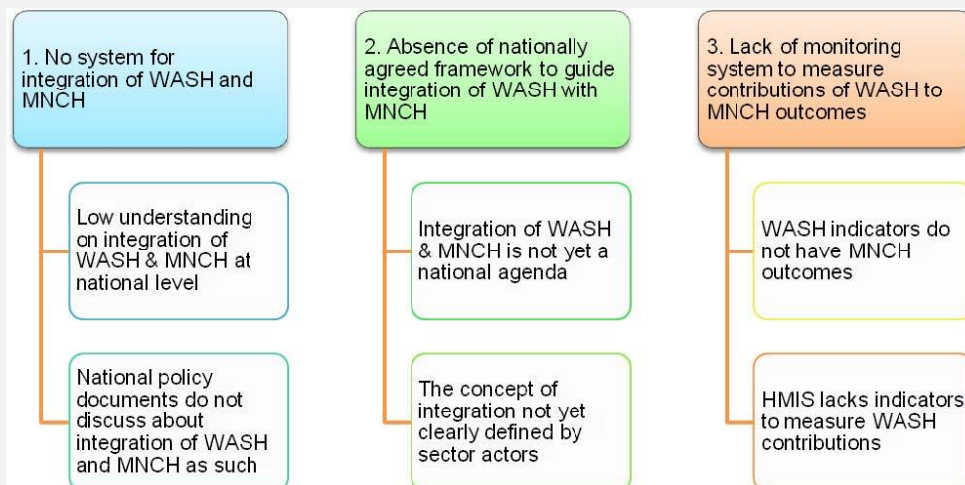 1. No system for
integration of WASH and
MNCH
Low understanding
on integration of
WASH & MNCH at
national level
National policy
documents do not
discuss about
integration of WASH
and MNCH as such
2. Absence of nationally
agreed framework to guide
integration of WASH with
MNCH
Integration of WASH
& MNCH is not yet a
national agenda
The concept of
integration not yet
clearly defined by
sector actors
3. Lack of monitoring
system to measure
contributions of WASH to
MNCH outcomes
WASH indicators do
not have MNCH
outcomes
HMIS lacks indicators
to measure WASH
contributions